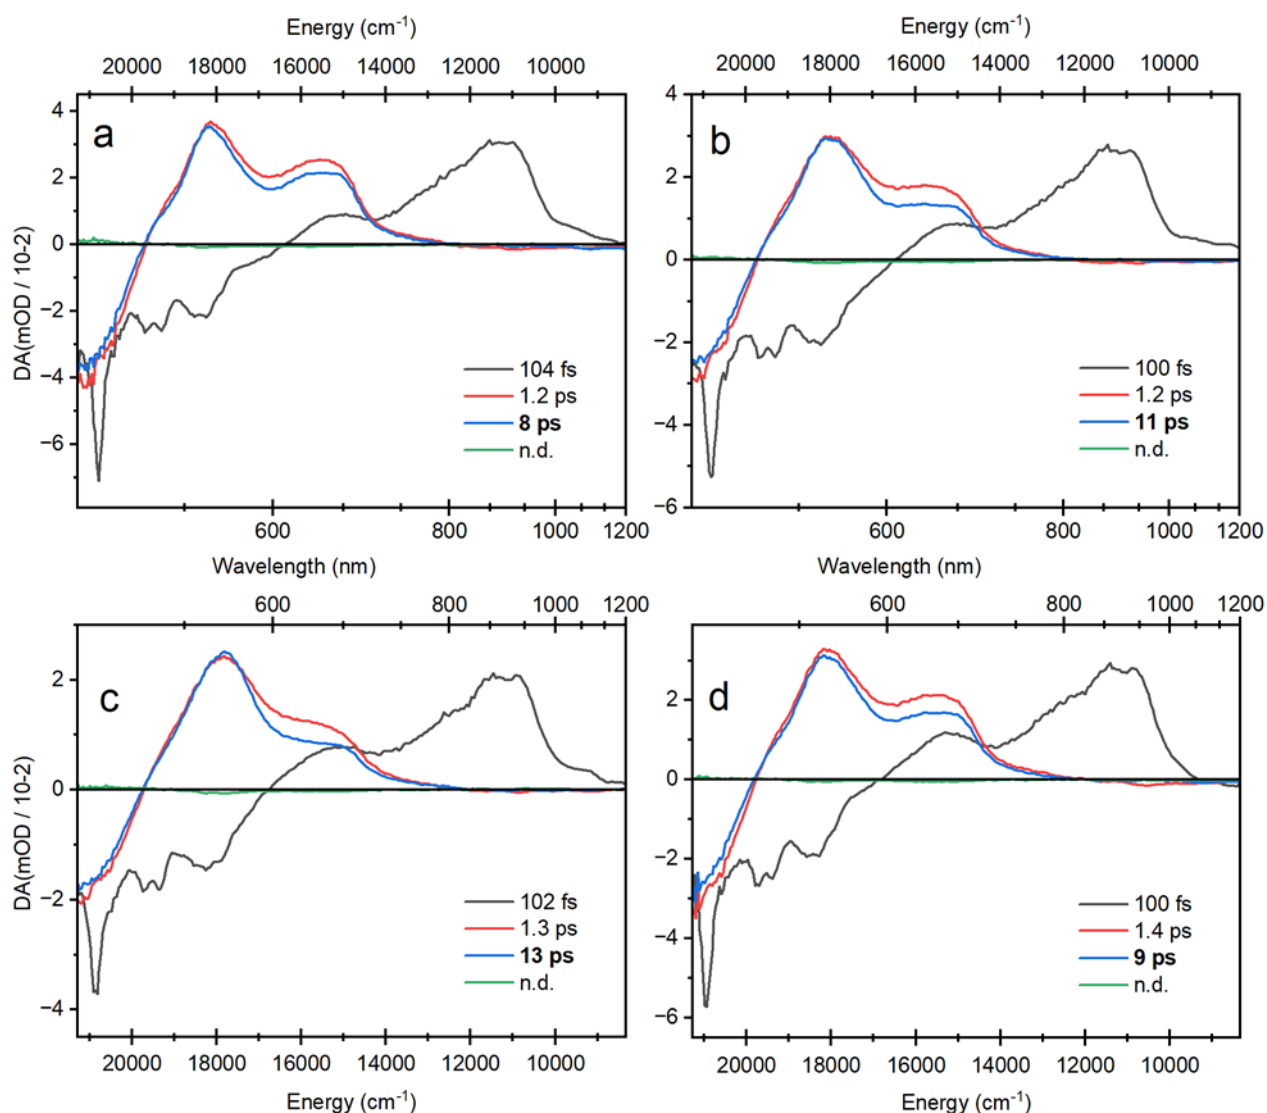 Energy (cm-1)
20000 18000 16000 14000 12000 10000
a
4
2
0
−2
−4
−6
DA(mOD / 10-2)
104 fs
1.2 ps
8 ps
n.d.
600 800 1000 1200
Wavelength (nm)
Energy (cm-1)
20000 18000 16000 14000 12000 10000
b
4
2
0
−2
−4
−6
100 fs
1.2 ps
11 ps
n.d.
600 800 1000 1200
Wavelength (nm)
600 800 1000 1200
c
2
0
−2
−4
DA(mOD / 10-2)
102 fs
1.3 ps
13 ps
n.d.
20000 18000 16000 14000 12000 10000
Energy (cm-1)
600 800 1000 1200
d
2
0
−2
−4
−6
100 fs
1.4 ps
9 ps
n.d.
20000 18000 16000 14000 12000 10000
Energy (cm-1)